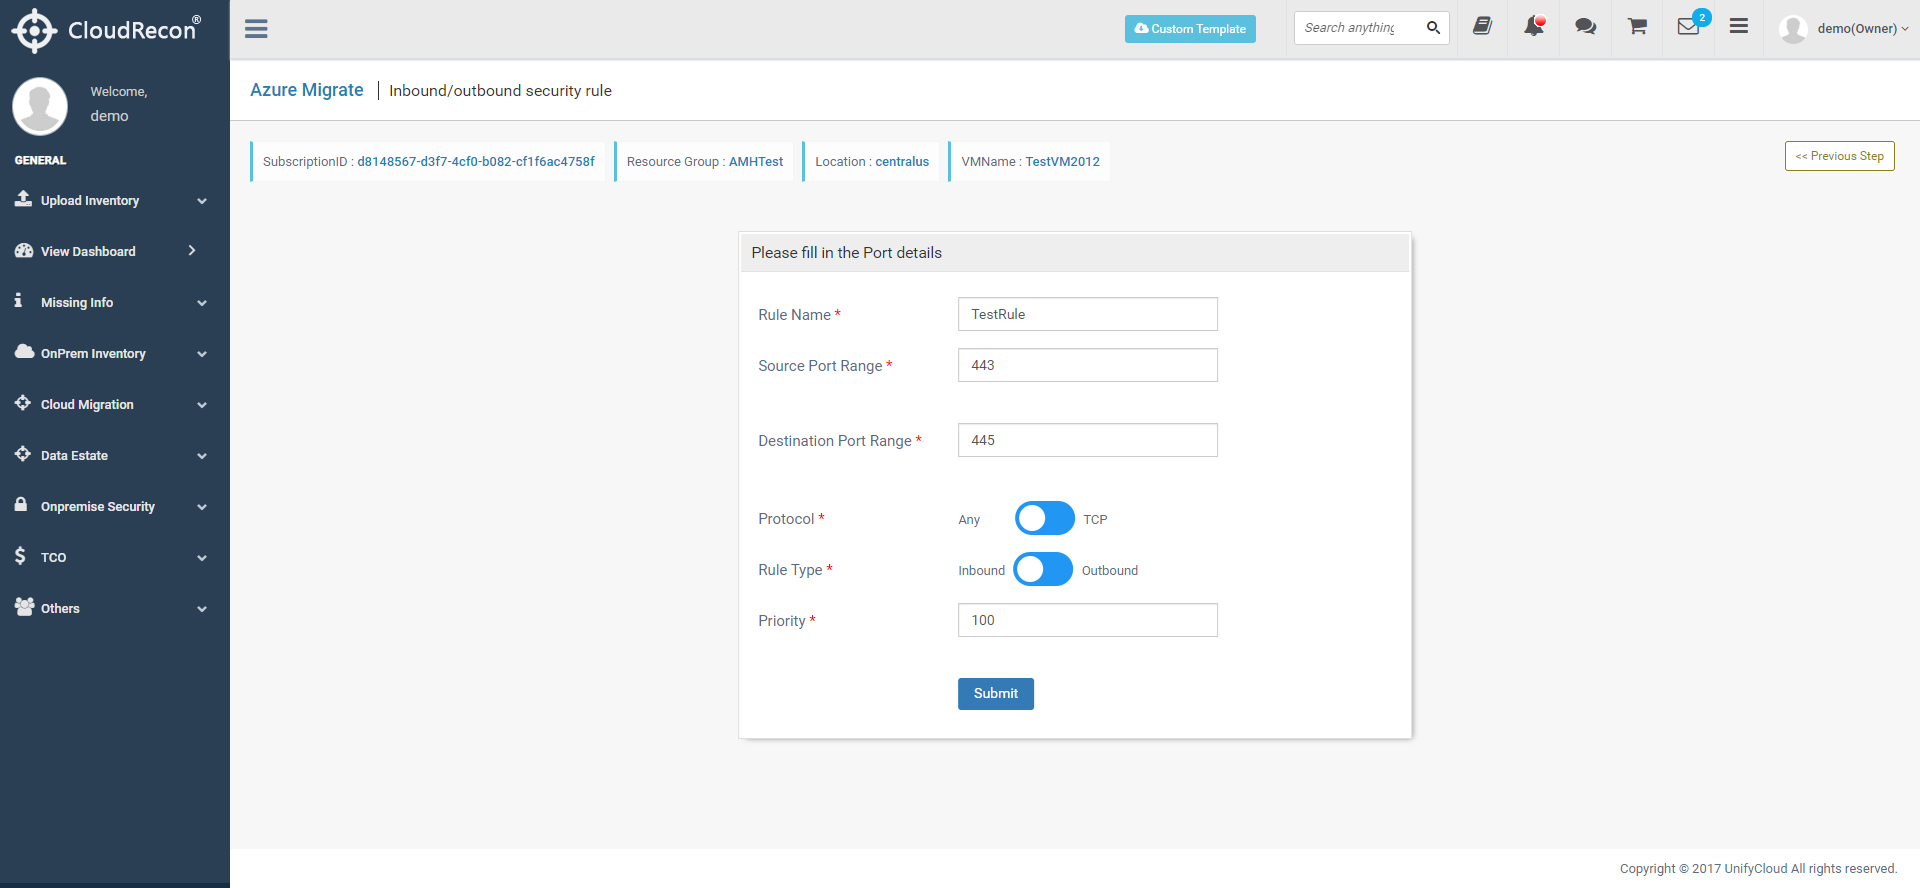 CloudRecon®
Custom Template
Search anything
2
demo(Owner)
Welcome,
demo
GENERAL
Upload Inventory
View Dashboard
Missing Info
OnPrem Inventory
Cloud Migration
Data Estate
Onpremise Security
TCO
Others
Azure Migrate | Inbound/outbound security rule
SubscriptionID : d8148567-d3f7-4cf0-b082-cf1f6ac4758f
Resource Group : AMHTest
Location : centralus
VMName : TestVM2012
<< Previous Step
Please fill in the Port details
Rule Name * TestRule
Source Port Range * 443
Destination Port Range * 445
Protocol * Any TCP
Rule Type * Inbound Outbound
Priority * 100
Submit
Copyright © 2017 UnifyCloud All rights reserved.